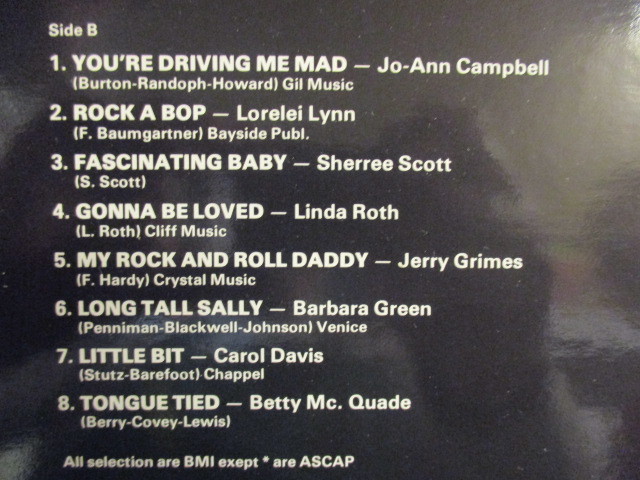 Side B
1. YOU'RE DRIVING ME MAD — Jo-Ann Campbell
(Burton-Randoph-Howard) Gil Music
2. ROCK A BOP — Lorelei Lynn
(F. Baumgartner) Bayside Publ.
3. FASCINATING BABY — Sherree Scott
(S. Scott)
4. GONNA BE LOVED — Linda Roth
(L. Roth) Cliff Music
5. MY ROCK AND ROLL DADDY — Jerry Grimes
(F. Hardy) Crystal Music
6. LONG TALL SALLY — Barbara Green
(Penniman-Blackwell-Johnson) Venice
7. LITTLE BIT — Carol Davis
(Stutz-Barefoot) Chappel
8. TONGUE TIED — Betty Mc. Quade
(Berry-Covey-Lewis)
All selection are BMI exept * are ASCAP